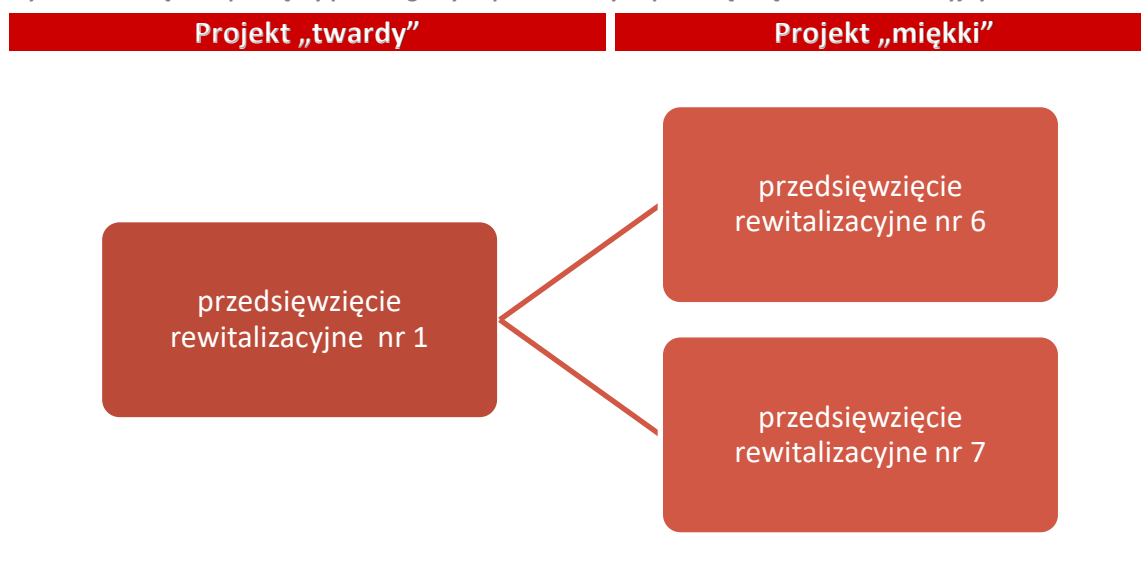 Projekt „twardy”
Projekt „miękki”
przedsięwzięcie
rewitalizacyjne nr 6
przedsięwzięcie
rewitalizacyjne nr 1
przedsięwzięcie
rewitalizacyjne nr 7